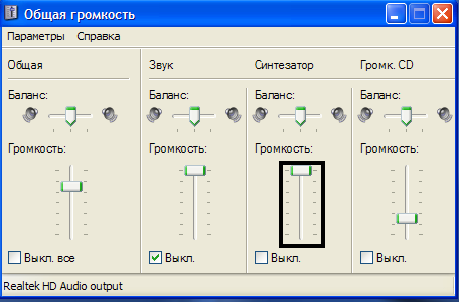 Общая громкость
Параметры Справка
Общая Звук Синтезатор Громк. CD
Баланс: Баланс: Баланс: Баланс:
Громкость: Громкость: Громкость: Громкость:
Выкл. все Выкл. Выкл. Выкл.
Realtek HD Audio output